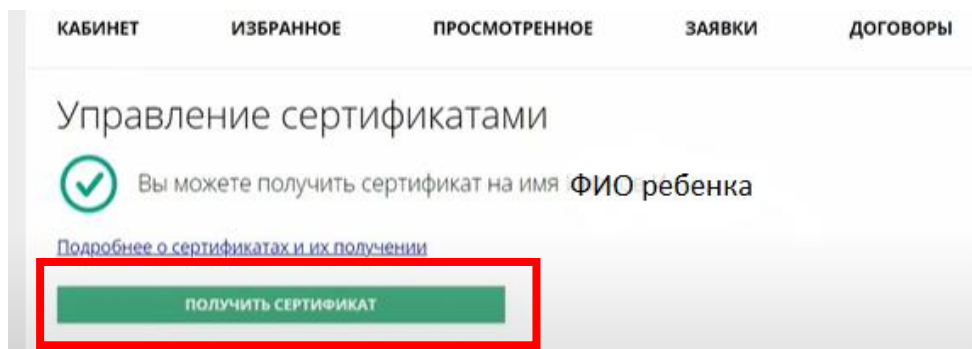 КАБИНЕТ ИЗБРАННОЕ ПРОСМОТРЕННОЕ ЗАЯВКИ ДОГОВОРЫ
Управление сертификатами
Вы можете получить сертификат на имя ФИО ребенка
Подробнее о сертификатах и их получении
ПОЛУЧИТЬ СЕРТИФИКАТ